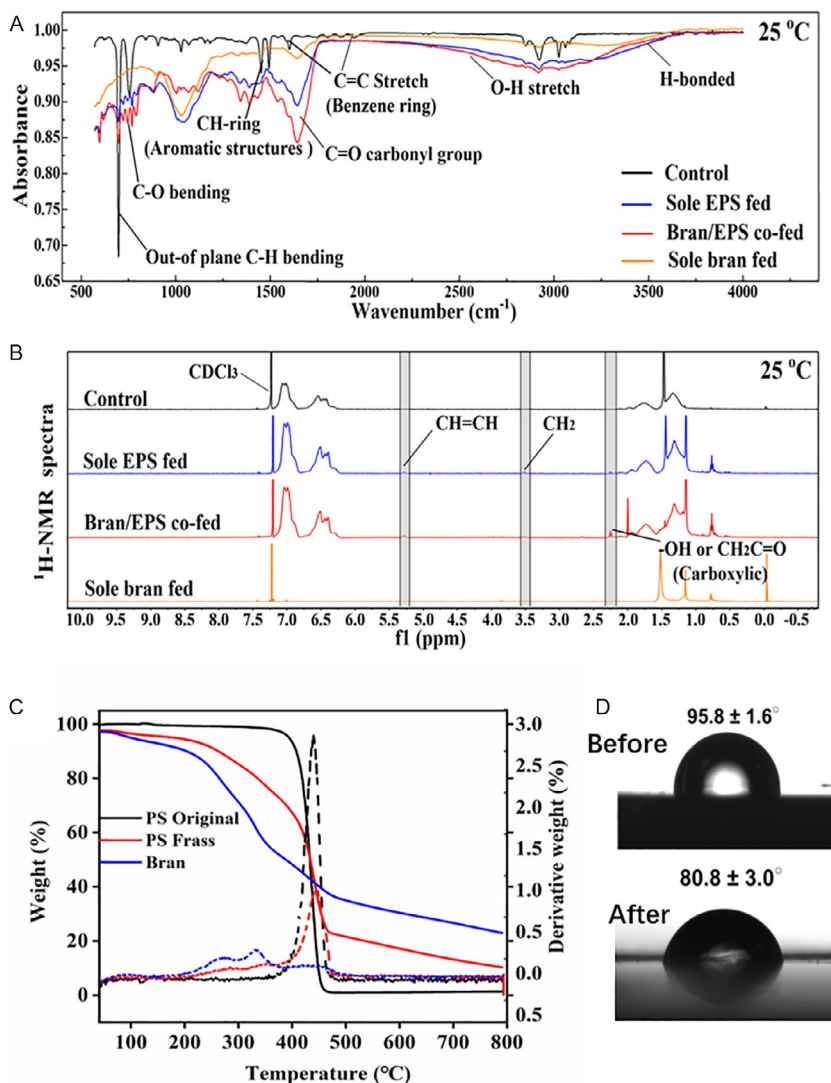 A
25 °C
C=C Stretch
(Benzene ring)
O-H stretch
H-bonded
CH-ring
(Aromatic structures )
C=O carbonyl group
C-O bending
Out-of plane C-H bending
Control
Sole EPS fed
Bran/EPS co-fed
Sole bran fed
Absorbance
1.00
0.95
0.90
0.85
0.80
0.75
0.70
0.65
500 1000 1500 2000 2500 3000 3500 4000
Wavenumber (cm-1)
B
25 °C
CDCl3
Control
CH=CH
CH2
Sole EPS fed
Bran/EPS co-fed
-OH or CH2C=O
(Carboxylic)
Sole bran fed
1H-NMR spectra
10.0 9.5 9.0 8.5 8.0 7.5 7.0 6.5 6.0 5.5 5.0 4.5 4.0 3.5 3.0 2.5 2.0 1.5 1.0 0.5 0.0 -0.5
f1 (ppm)
C
100
80
60
40
20
0
Weight (%)
PS Original
PS Frass
Bran
3.0
2.5
2.0
1.5
1.0
0.5
0.0
0.5
Derivative weight (%)
100 200 300 400 500 600 700 800
Temperature (°C)
D
95.8 ± 1.6°
Before
80.8 ± 3.0°
After